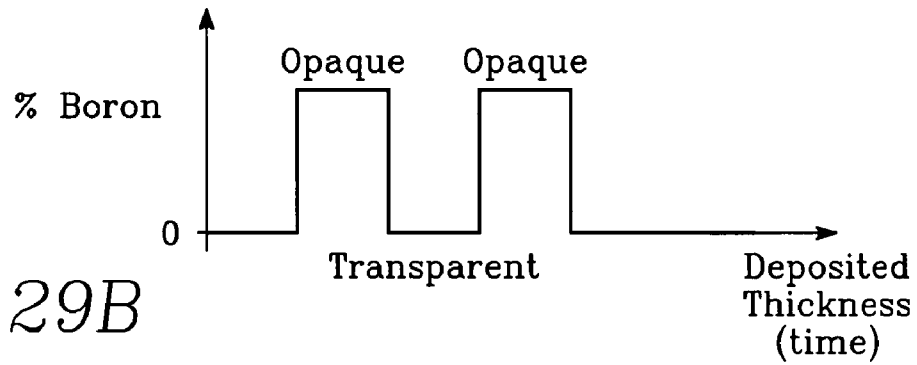 Opaque Opaque
% Boron
0
Transparent
Deposited
Thickness
(time)
29B